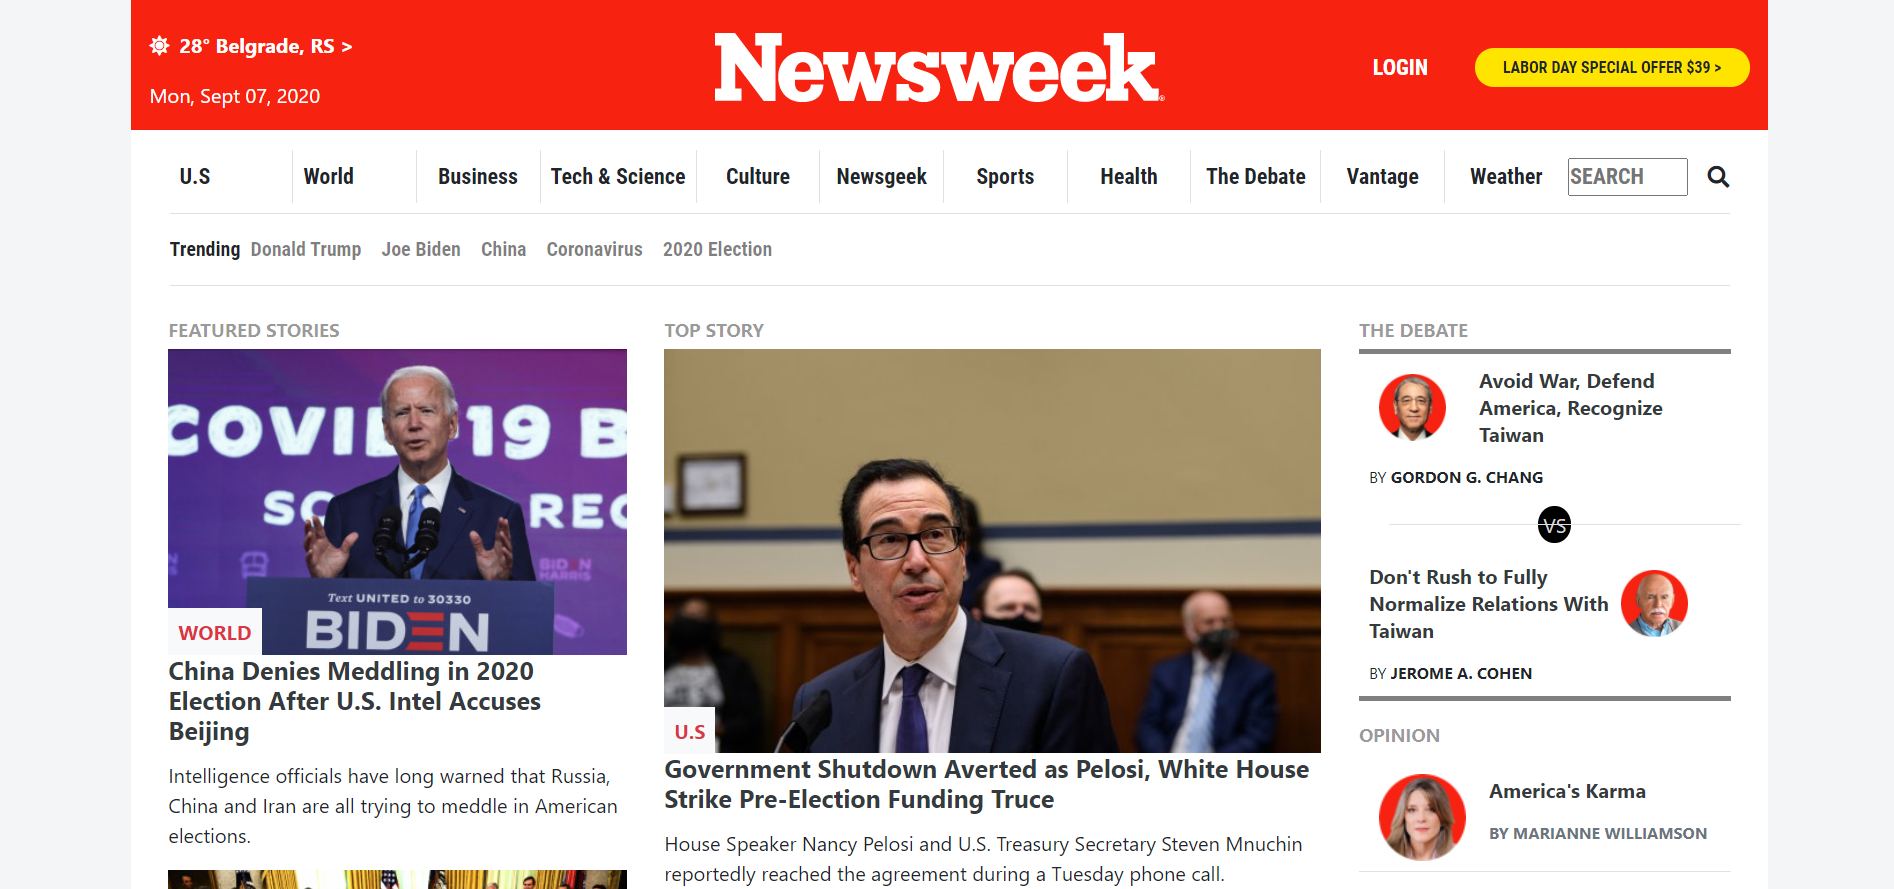 28° Belgrade, RS >
Mon, Sept 07, 2020
Newsweek
LOGIN
LABOR DAY SPECIAL OFFER $39 >
U.S
World
Business
Tech & Science
Culture
Newsgeek
Sports
Health
The Debate
Vantage
Weather
SEARCH
Trending Donald Trump Joe Biden China Coronavirus 2020 Election
FEATURED STORIES
COVID 19 B
SC REC
BIDEN
HARRIS
Text UNITED to 30330
BIDEN
WORLD
China Denies Meddling in 2020
Election After U.S. Intel Accuses
Beijing
Intelligence officials have long warned that Russia,
China and Iran are all trying to meddle in American
elections.
TOP STORY
U.S
Government Shutdown Averted as Pelosi, White House
Strike Pre-Election Funding Truce
House Speaker Nancy Pelosi and U.S. Treasury Secretary Steven Mnuchin
reportedly reached the agreement during a Tuesday phone call.
THE DEBATE
Avoid War, Defend
America, Recognize
Taiwan
BY GORDON G. CHANG
VS
Don't Rush to Fully
Normalize Relations With
Taiwan
BY JEROME A. COHEN
OPINION
America's Karma
BY MARIANNE WILLIAMSON